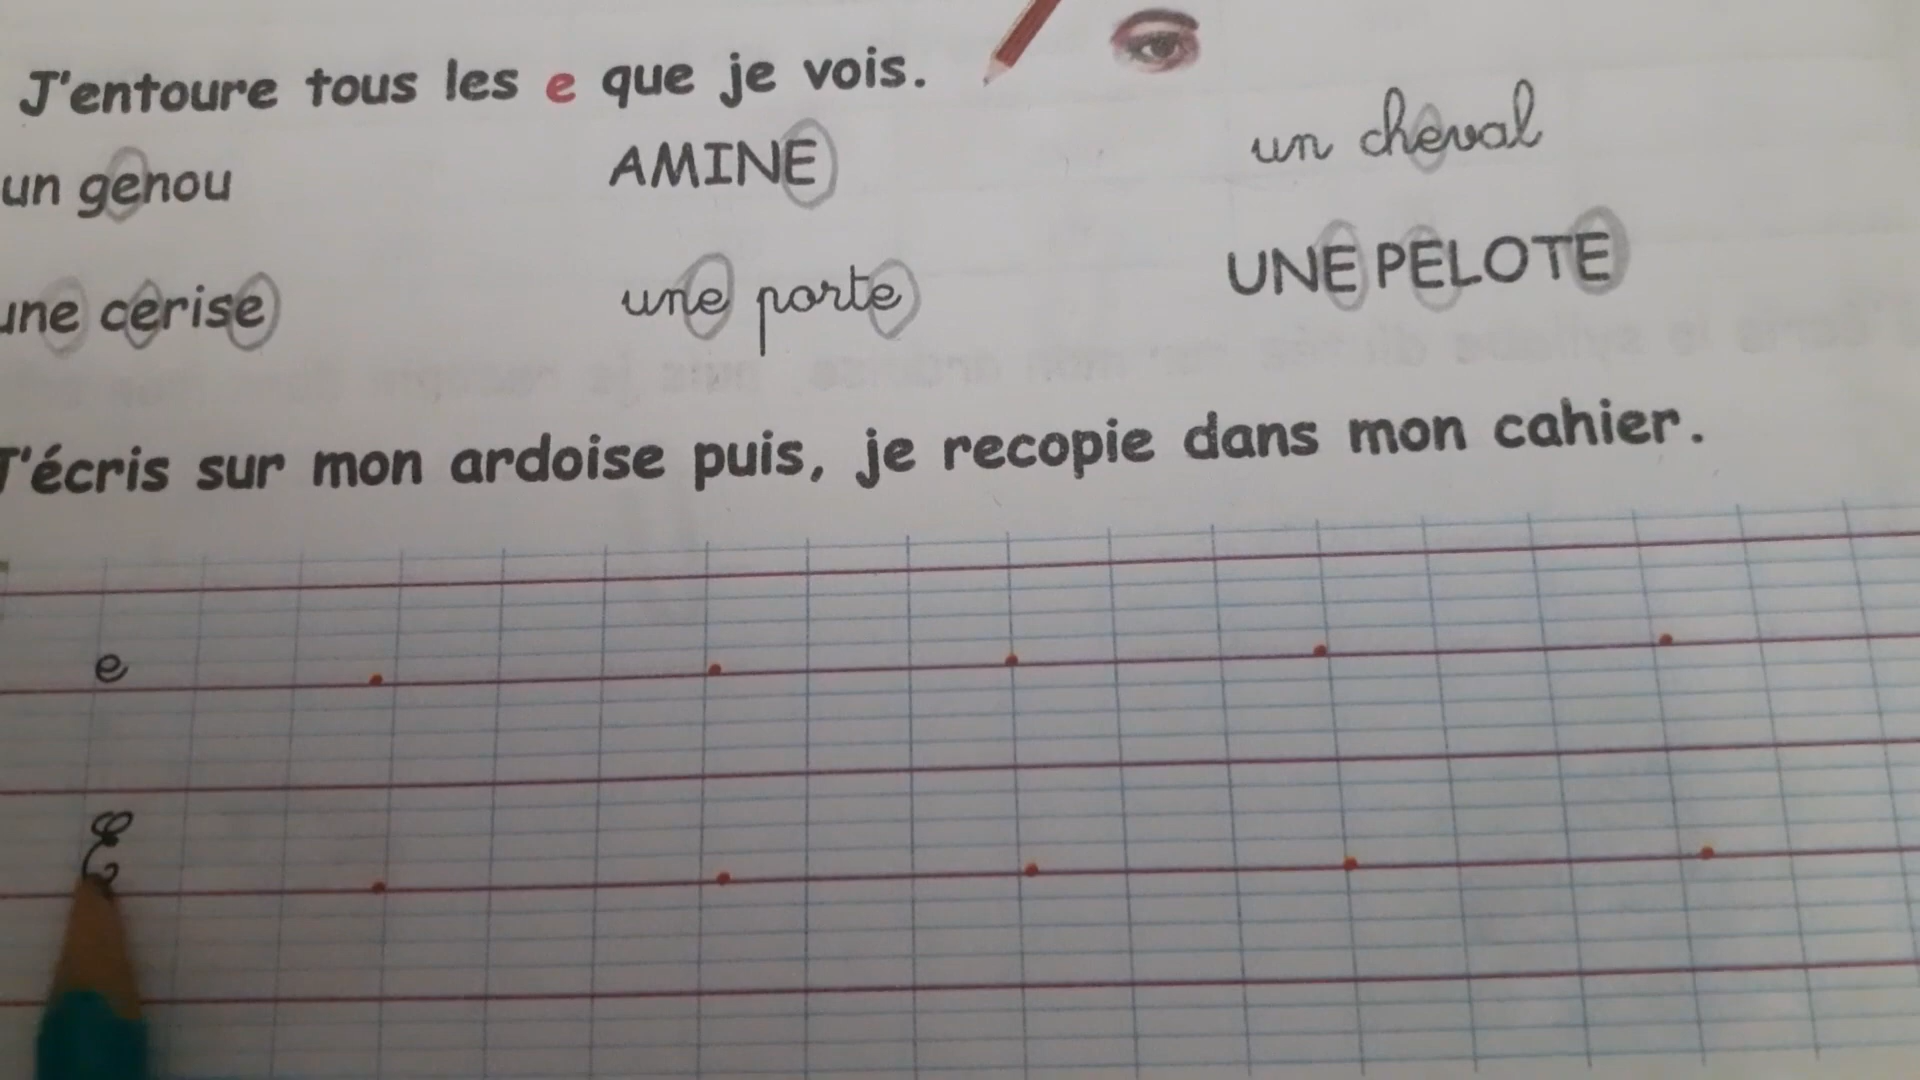 J'entoure tous les e que je vois.
un genou AMINE un cheval
une cerise une porte UNE PELOTE
J'écris sur mon ardoise puis, je recopie dans mon cahier.
e
E